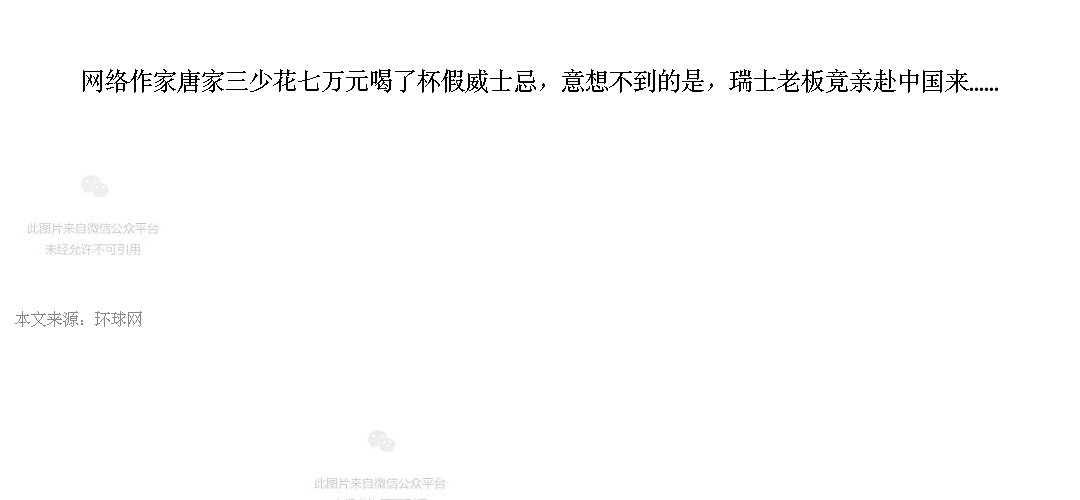 网络作家唐家三少花七万元喝了杯假威士忌，意想不到的是，瑞士老板竟亲赴中国来......
此图片来自微信公众平台
未经允许不可引用
本文来源：环球网
此图片来自微信公众平台